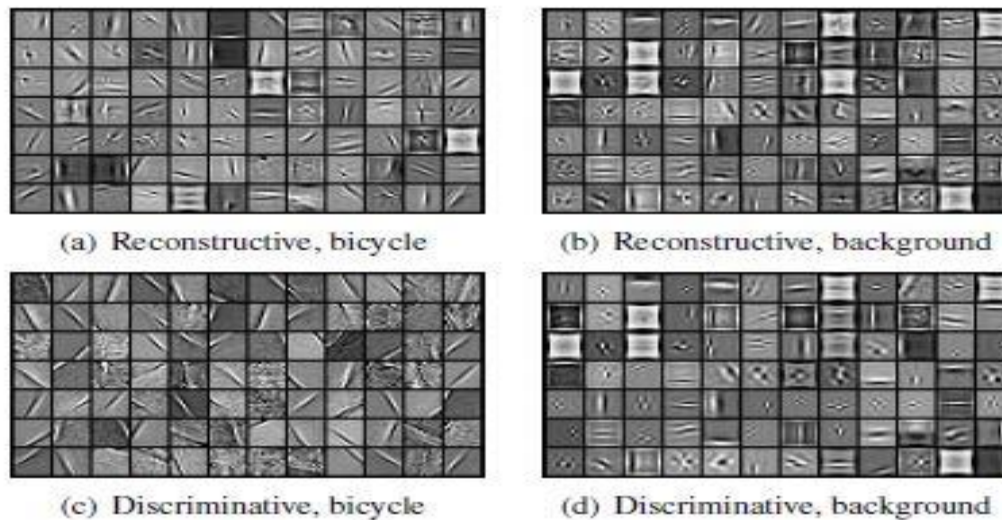 (a) Reconstructive, bicycle
(b) Reconstructive, background
(c) Discriminative, bicycle
(d) Discriminative, background